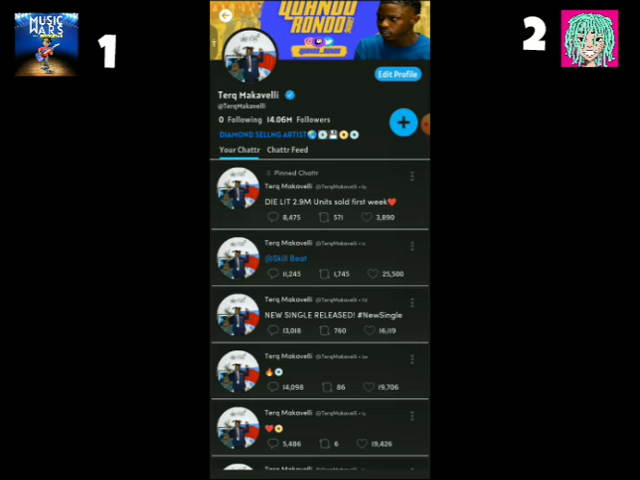 MUSIC
WARS
1
2
QUANDO
RONDO
Edit Profile
Terq Makavelli
@TerqMakavelli
0 Following 14.06M Followers
DIAMOND SELLNG ARTIST🌏💿💾📀💿
Your Chattr Chattr Feed
Pinned Chattr
Terq Makavelli @TerqMakavelli
DIE LIT 2.9M Units sold first week❤️
8,475 571 3,890
Terq Makavelli @TerqMakavelli
@Skill Beat
11,245 1,745 25,500
Terq Makavelli @TerqMakavelli
NEW SINGLE RELEASED! #NewSingle
13,018 760 16,119
Terq Makavelli @TerqMakavelli
🔥💿
14,098 86 19,706
Terq Makavelli @TerqMakavelli
❤️📀
5,486 6 19,426
Terq Makavelli @TerqMakavelli